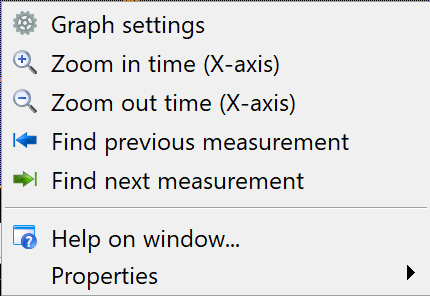 Graph settings
Zoom in time (X-axis)
Zoom out time (X-axis)
Find previous measurement
Find next measurement
Help on window...
Properties